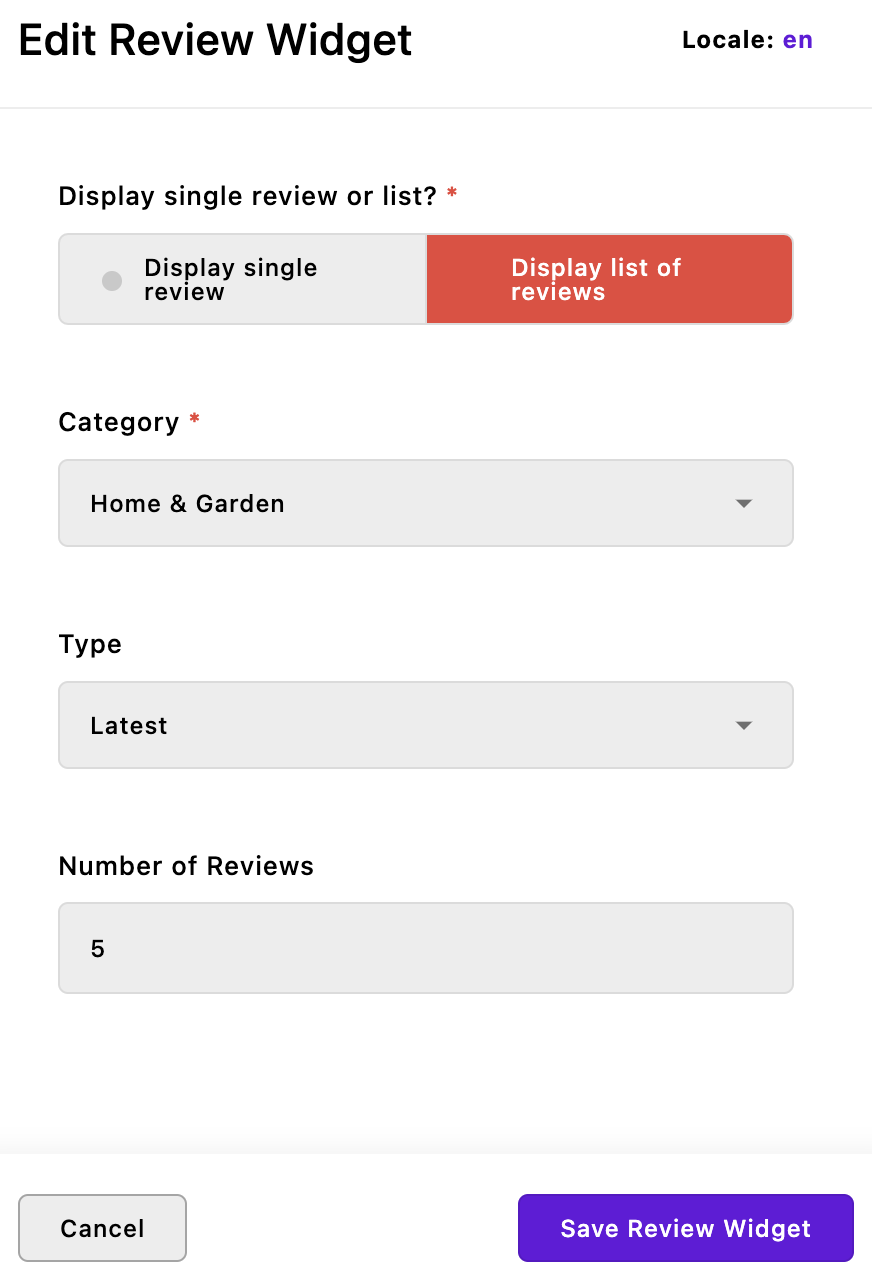 Edit Review Widget
Locale: en
Display single review or list? *
Display single
review
Display list of
reviews
Category *
Home & Garden
Type
Latest
Number of Reviews
5
Cancel
Save Review Widget